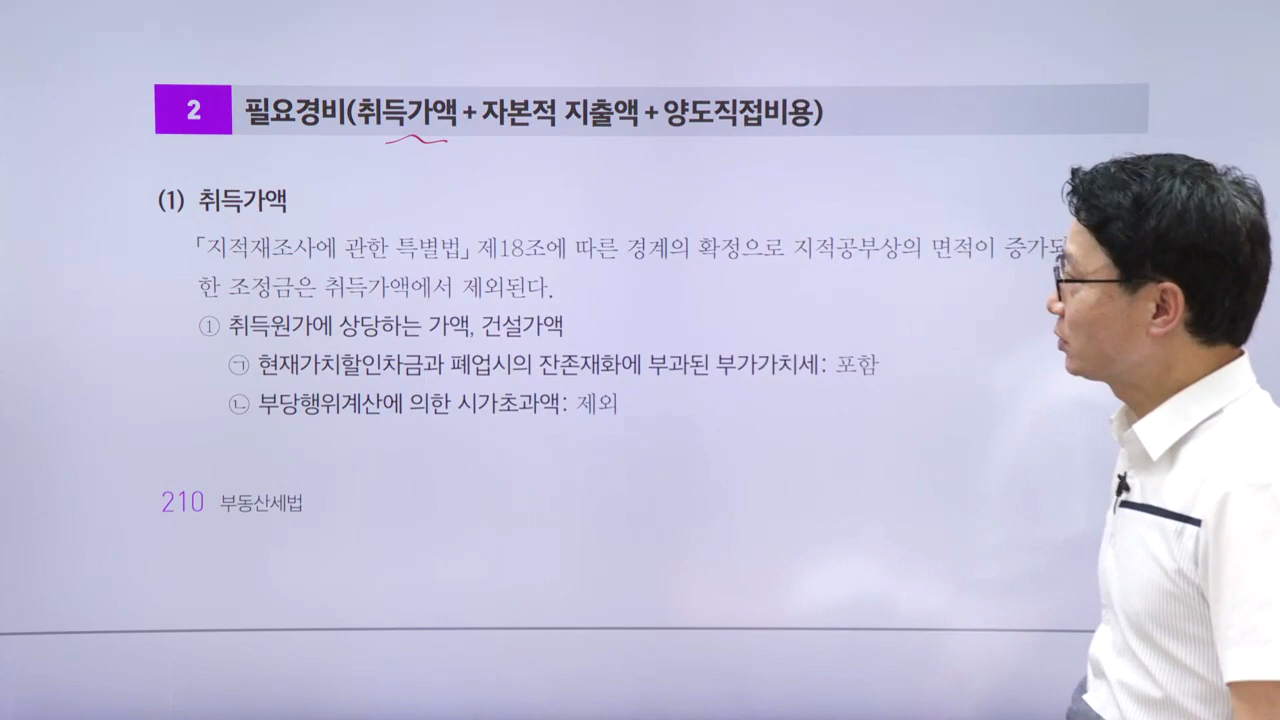 2 필요경비(취득가액 + 자본적 지출액 + 양도직접비용)
(1) 취득가액
「지적재조사에 관한 특별법」 제18조에 따른 경계의 확정으로 지적공부상의 면적이
한 조정금은 취득가액에서 제외된다.
① 취득원가에 상당하는 가액, 건설가액
㉠ 현재가치할인차금과 폐업시의 잔존재화에 부과된 부가가치세: 포함
㉡ 부당행위계산에 의한 시가초과액: 제외
210 부동산세법